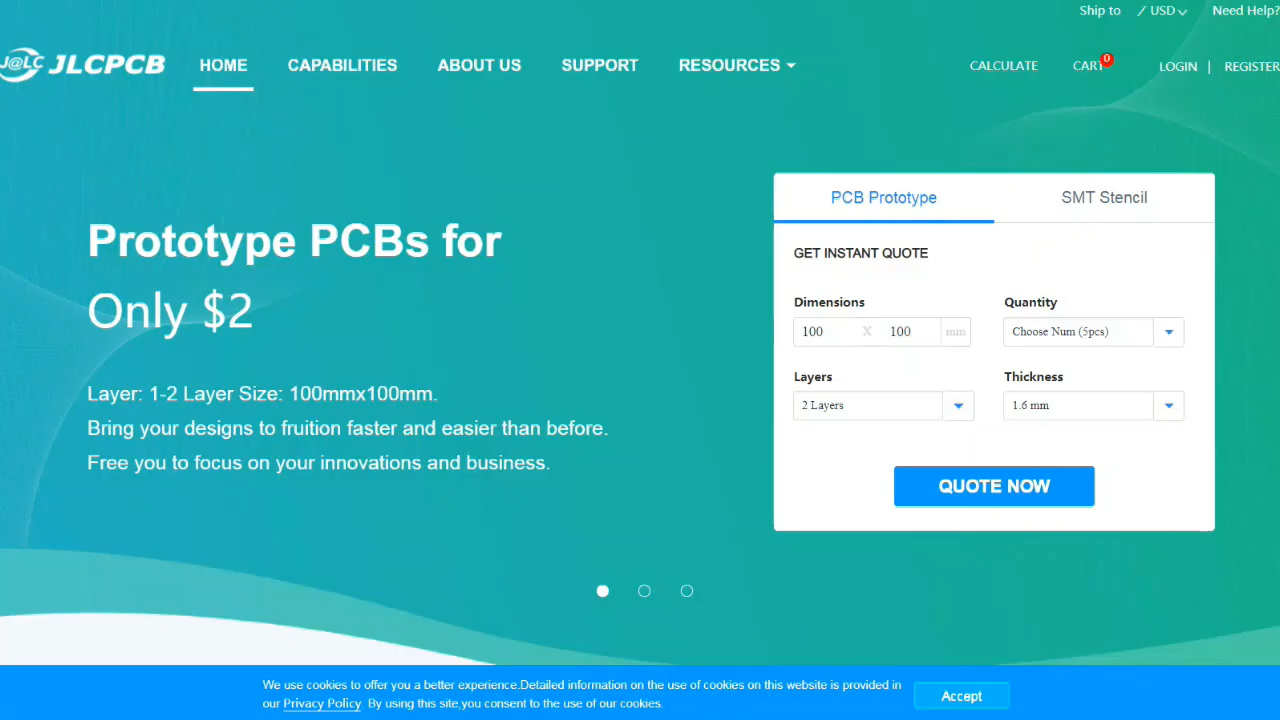 Ship to / USD Need Help?
J@LC JLCPCB HOME CAPABILITIES ABOUT US SUPPORT RESOURCES CALCULATE CART 0 LOGIN | REGISTER
Prototype PCBs for
Only $2
Layer: 1-2 Layer Size: 100mmx100mm.
Bring your designs to fruition faster and easier than before.
Free you to focus on your innovations and business.
PCB Prototype SMT Stencil
GET INSTANT QUOTE
Dimensions Quantity
100 X 100 mm Choose Num (5pcs)
Layers Thickness
2 Layers 1.6 mm
QUOTE NOW
We use cookies to offer you a better experience.Detailed information on the use of cookies on this website is provided in
our Privacy Policy. By using this site,you consent to the use of our cookies.
Accept